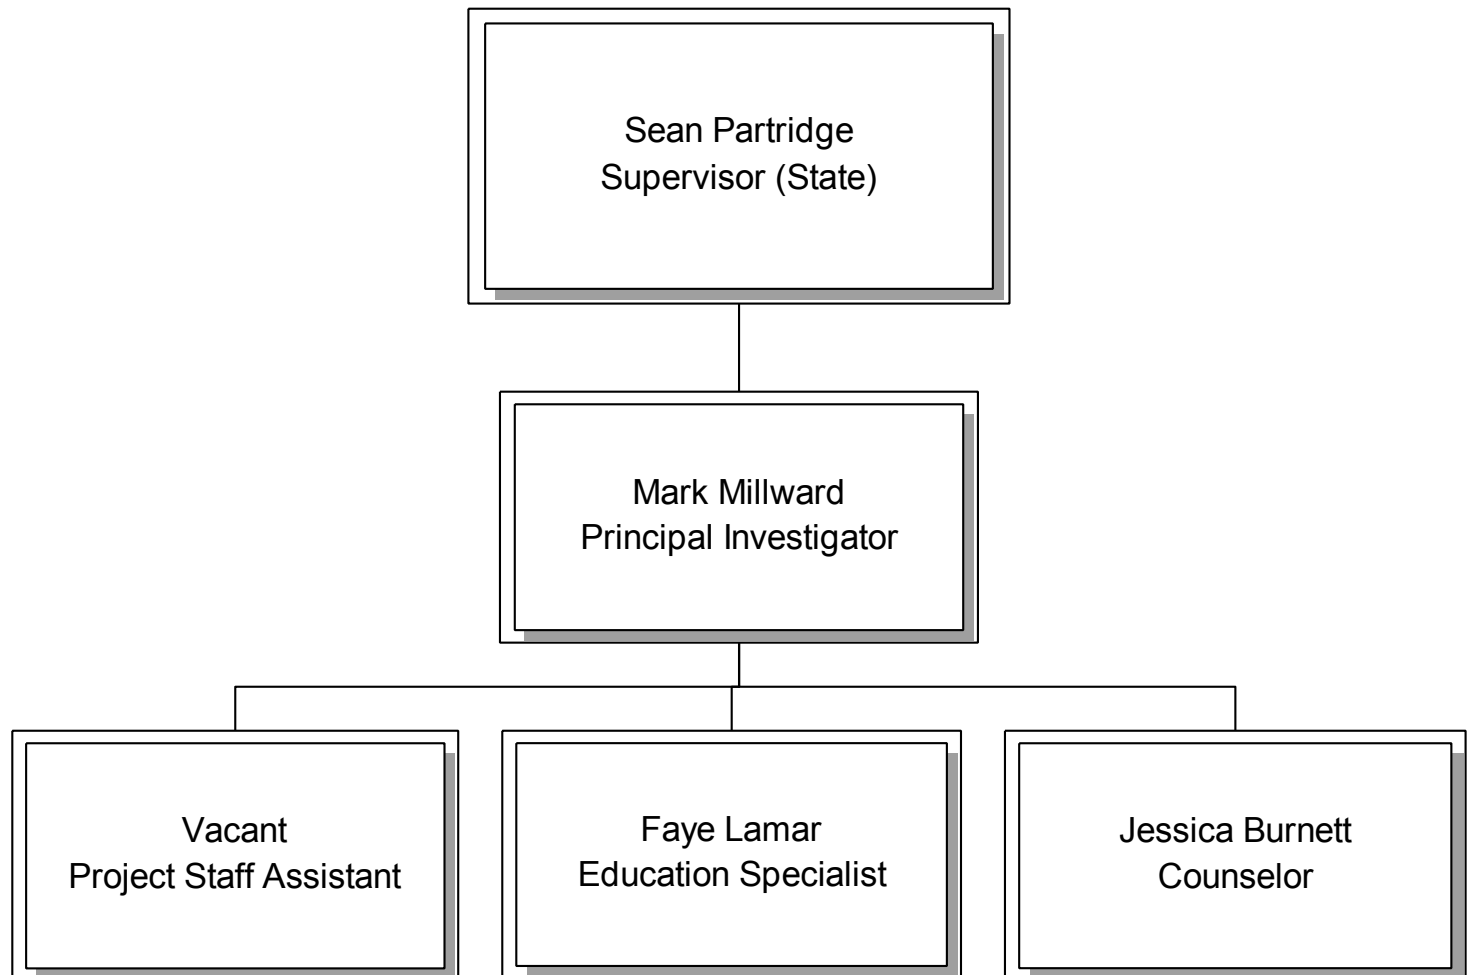 Sean Partridge
Supervisor (State)
Mark Millward
Principal Investigator
Vacant
Project Staff Assistant
Faye Lamar
Education Specialist
Jessica Burnett
Counselor